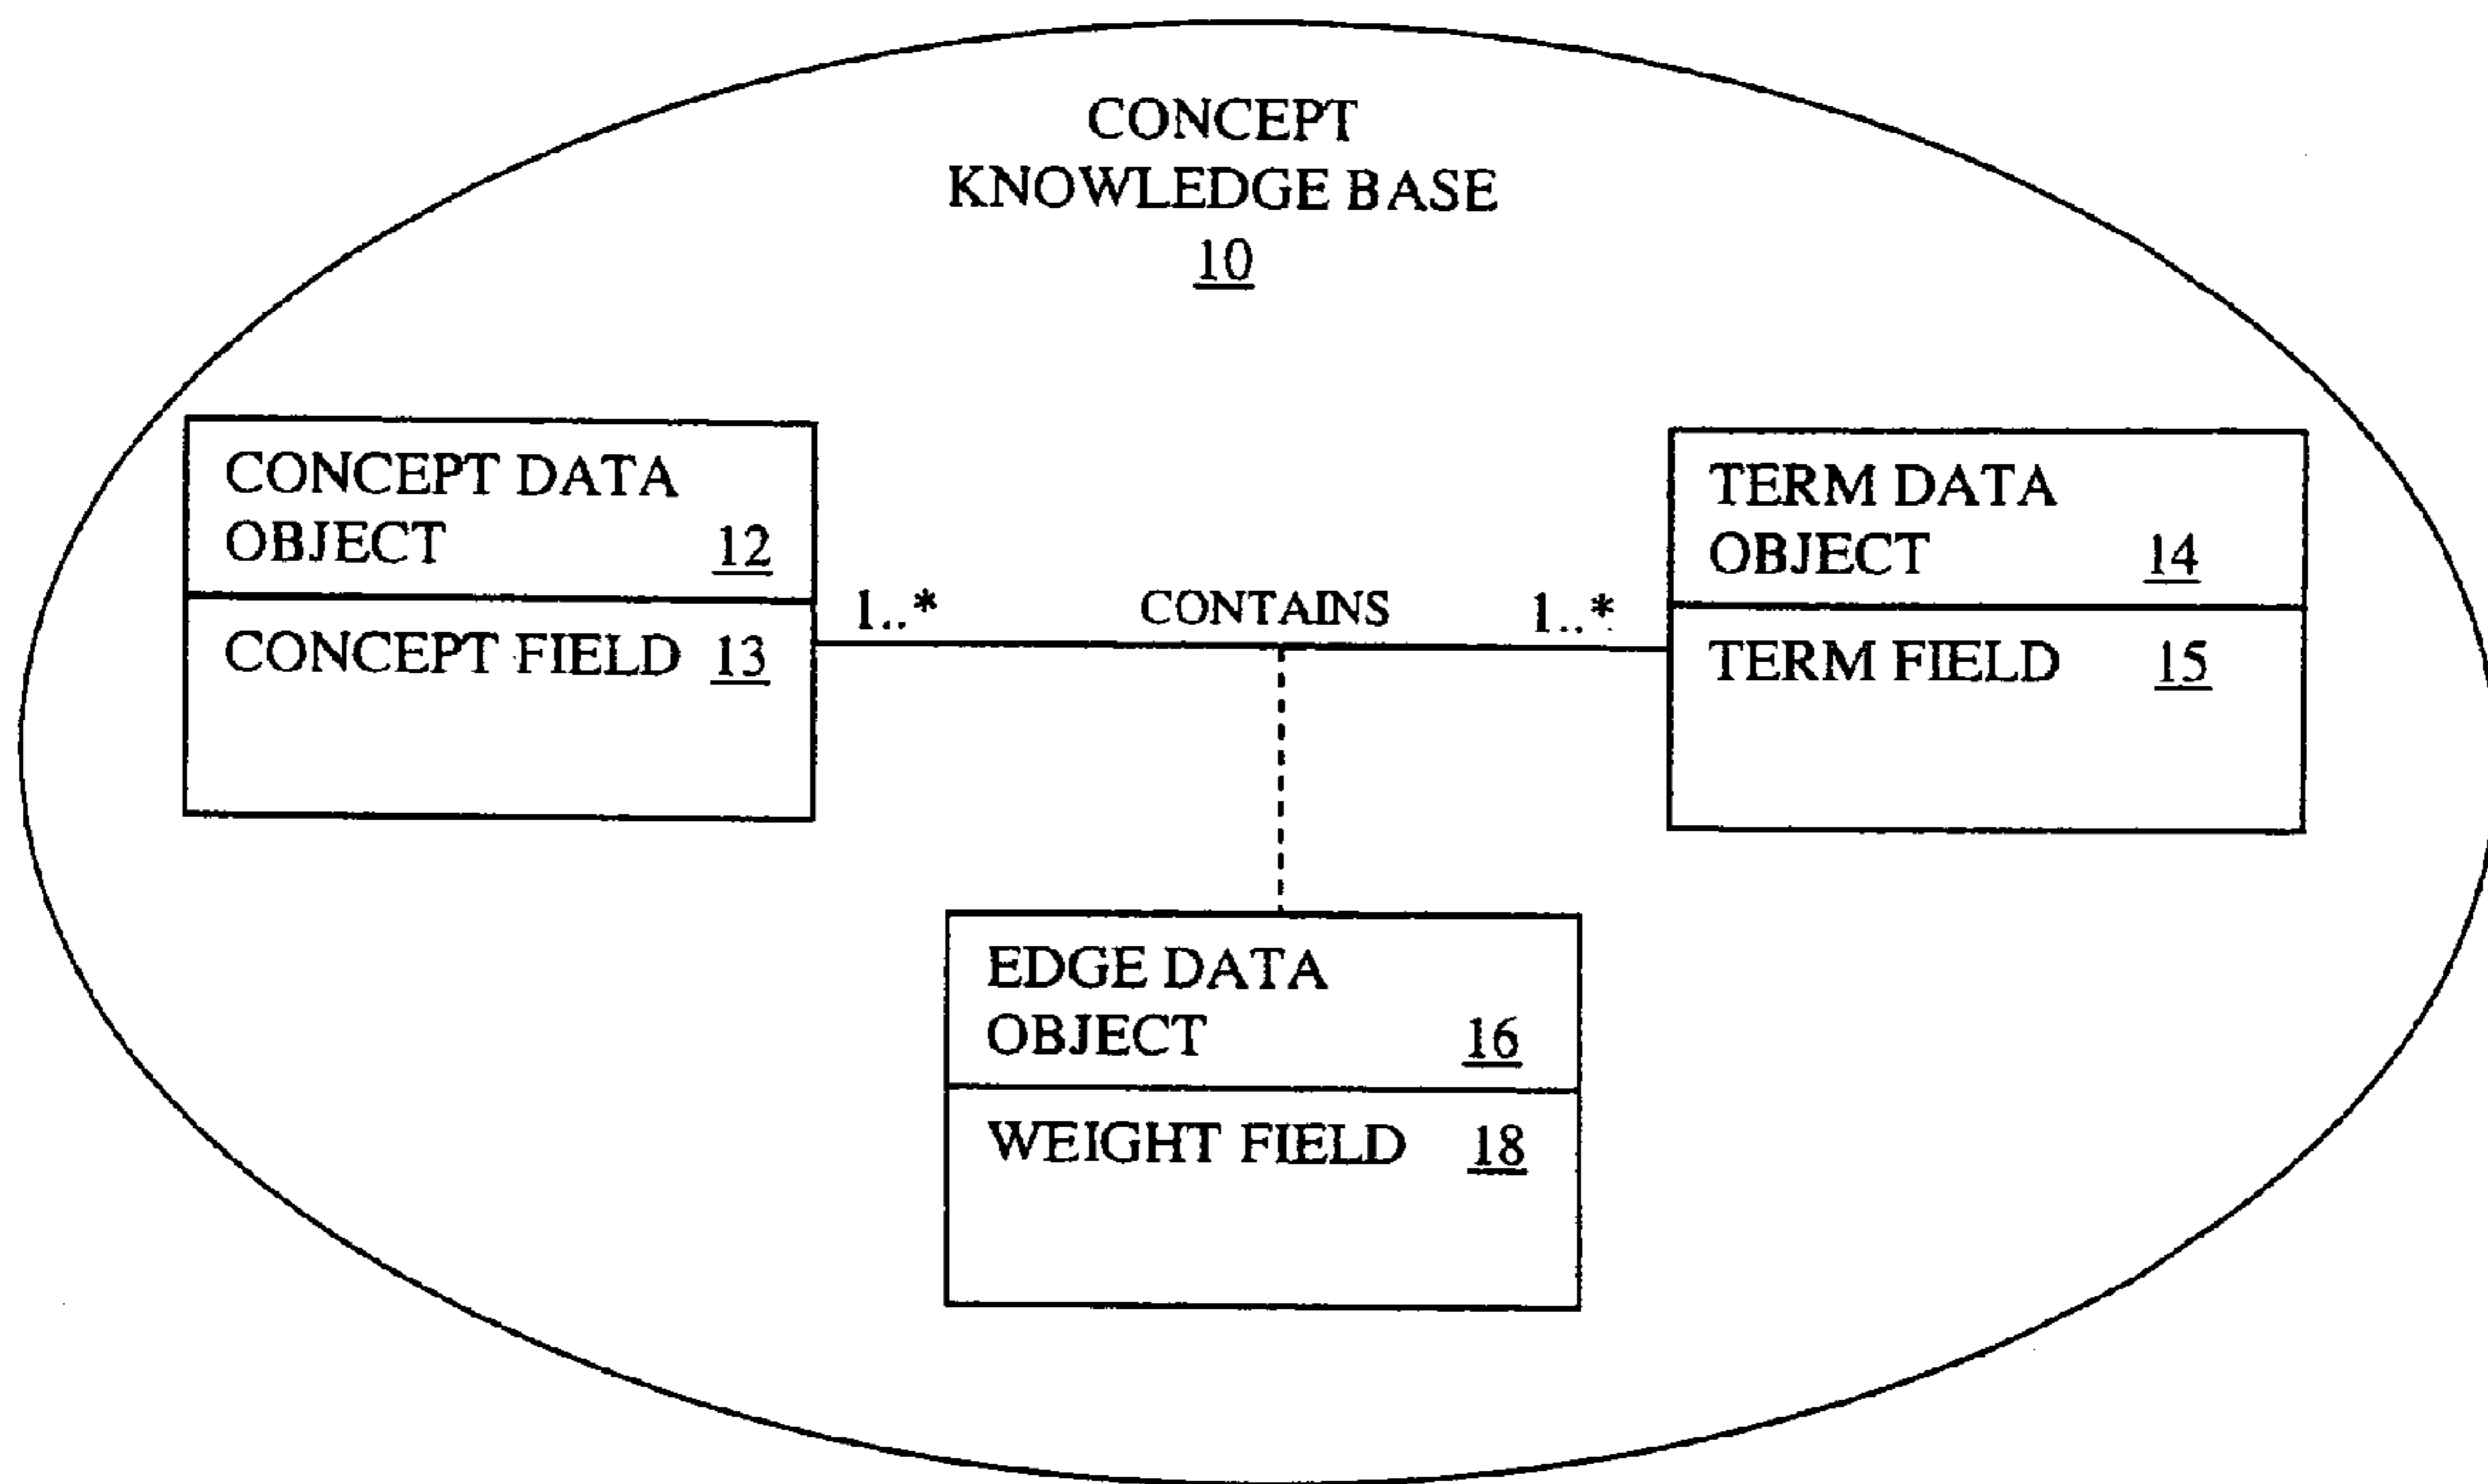 CONCEPT
KNOWLEDGE BASE
10
CONCEPT DATA
OBJECT 12
CONCEPT FIELD 13
1..* CONTAINS 1..*
TERM DATA
OBJECT 14
TERM FIELD 15
EDGE DATA
OBJECT 16
WEIGHT FIELD 18